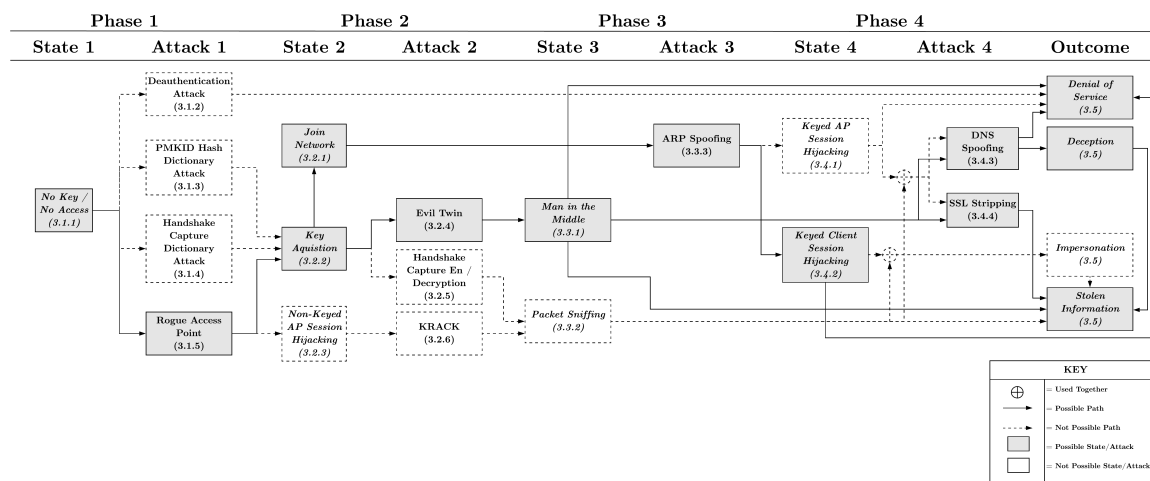 Phase 1
Phase 2
Phase 3
Phase 4
State 1
Attack 1
State 2
Attack 2
State 3
Attack 3
State 4
Attack 4
Outcome
No Key /
No Access
(3.1.1)
Deauthentication
Attack
(3.1.2)
PMKID Hash
Dictionary
Attack
(3.1.3)
Handshake
Capture
Dictionary
Attack
(3.1.4)
Rogue Access
Point
(3.1.5)
Join
Network
(3.2.1)
Key
Aquistion
(3.2.2)
Non-Keyed
AP Session
Hijacking
(3.2.3)
Evil Twin
(3.2.4)
Handshake
Capture En /
Decryption
(3.2.5)
KRACK
(3.2.6)
Man in the
Middle
(3.3.1)
Packet Sniffing
(3.3.2)
ARP Spoofing
(3.3.3)
Keyed AP
Session
Hijacking
(3.4.1)
Keyed Client
Session
Hijacking
(3.4.2)
DNS
Spoofing
(3.4.3)
SSL Stripping
(3.4.4)
Denial of
Service
(3.5)
Deception
(3.5)
Impersonation
(3.5)
Stolen
Information
(3.5)
KEY
= Used Together
= Possible Path
= Not Possible Path
= Possible State/Attack
= Not Possible State/Attack